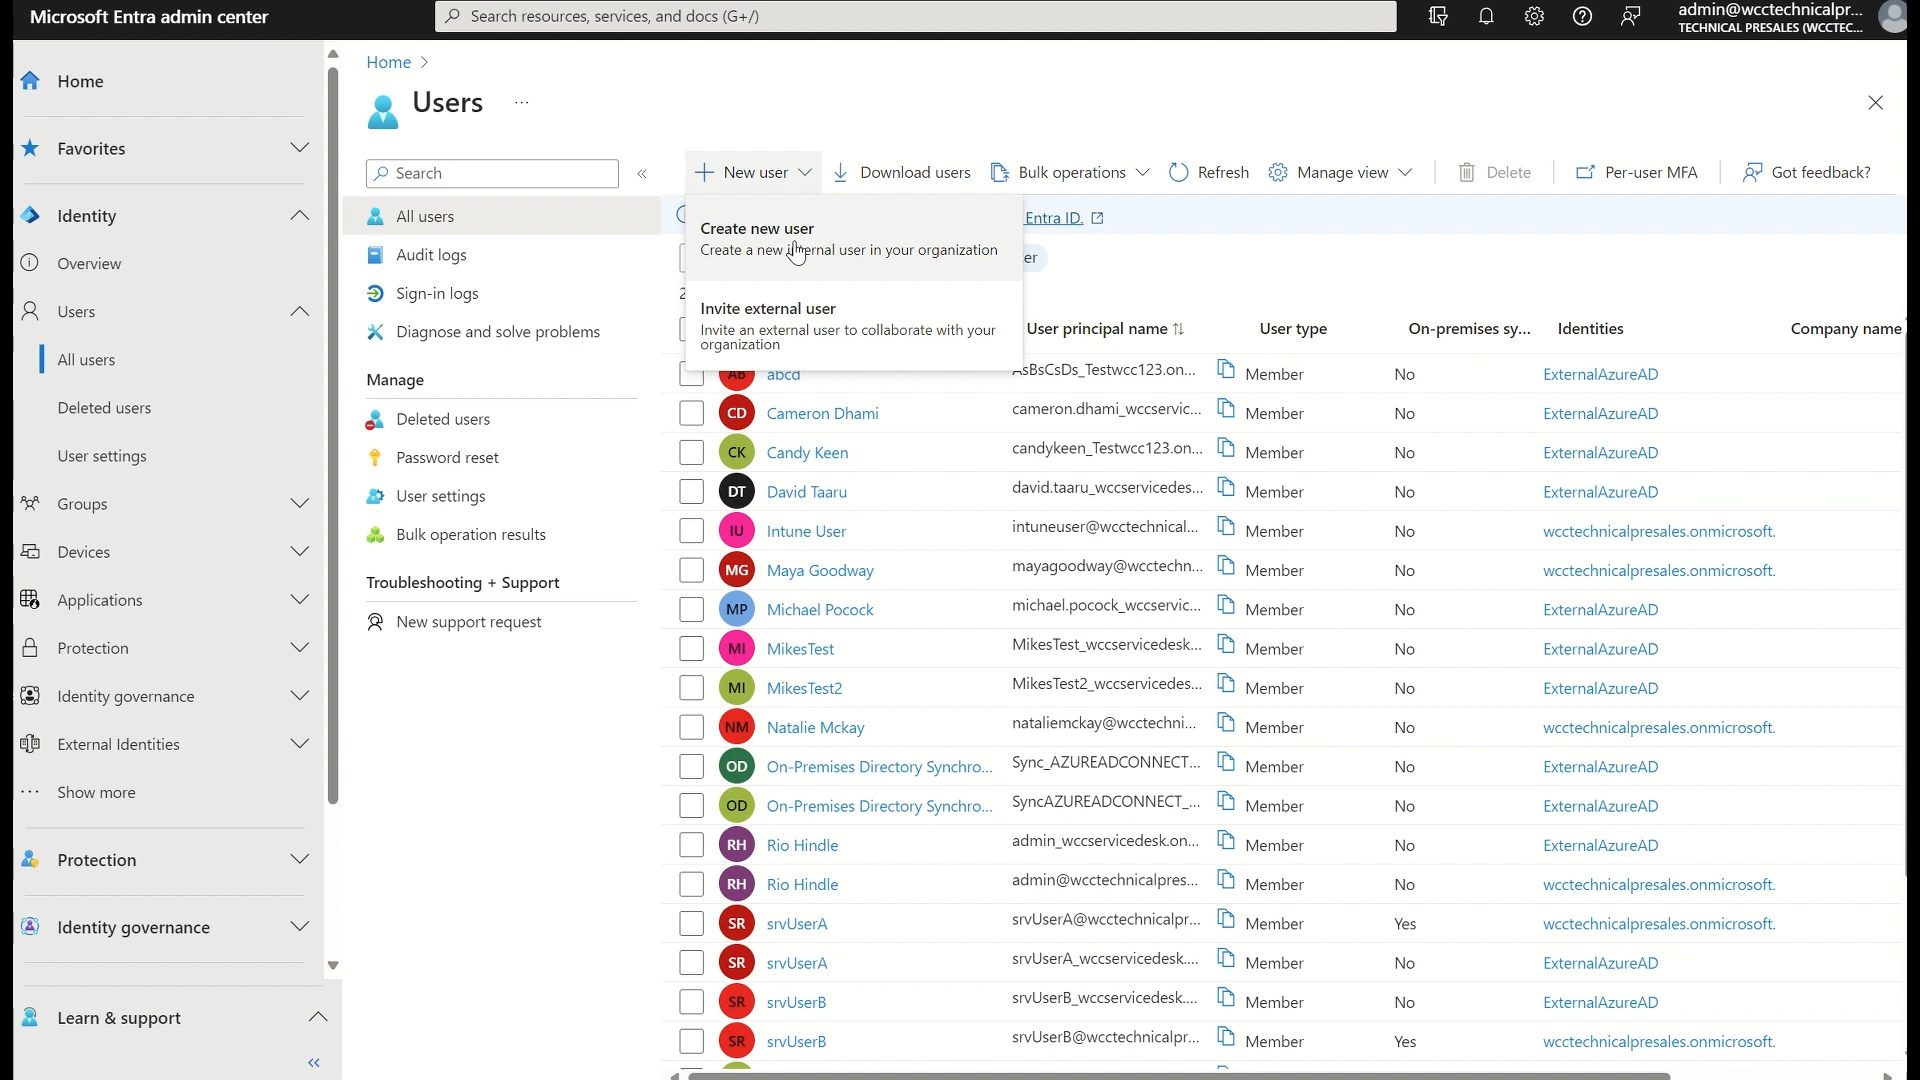 Microsoft Entra admin center
Search resources, services, and docs (G+/)
admin@wcctechnicalpr...
TECHNICAL PRESALES (WCCTEC...
Home
Favorites
Identity
Overview
Users
All users
Deleted users
User settings
Groups
Devices
Applications
Protection
Identity governance
External Identities
Show more
Protection
Identity governance
Learn & support
Home
Users
Search
All users
Audit logs
Sign-in logs
Diagnose and solve problems
Manage
Deleted users
Password reset
User settings
Bulk operation results
Troubleshooting + Support
New support request
New user
Download users
Bulk operations
Refresh
Manage view
Delete
Per-user MFA
Got feedback?
Entra ID.
Create new user
Create a new internal user in your organization
er
2
Invite external user
Invite an external user to collaborate with your
organization
User principal name User type On-premises sy... Identities Company name
AB abcd AsBsCsDs_Testwcc123.on... Member No ExternalAzureAD
CD Cameron Dhami cameron.dhami_wccservic... Member No ExternalAzureAD
CK Candy Keen candykeen_Testwcc123.on... Member No ExternalAzureAD
DT David Taaru david.taaru_wccservicedes... Member No ExternalAzureAD
IU Intune User intuneuser@wcctechnical... Member No wcctechnicalpresales.onmicrosoft.
MG Maya Goodway mayagoodway@wcctechn... Member No wcctechnicalpresales.onmicrosoft.
MP Michael Pocock michael.pocock_wccservic... Member No ExternalAzureAD
MI MikesTest MikesTest_wccservicedesk... Member No ExternalAzureAD
MI MikesTest2 MikesTest2_wccservicedes... Member No ExternalAzureAD
NM Natalie Mckay nataliemckay@wcctechni... Member No wcctechnicalpresales.onmicrosoft.
OD On-Premises Directory Synchro... Sync_AZUREADCONNECT... Member No ExternalAzureAD
OD On-Premises Directory Synchro... SyncAZUREADCONNECT_... Member No ExternalAzureAD
RH Rio Hindle admin_wccservicedesk.on... Member No ExternalAzureAD
RH Rio Hindle admin@wcctechnicalpres... Member No wcctechnicalpresales.onmicrosoft.
SR srvUserA srvUserA@wcctechnicalpr... Member Yes wcctechnicalpresales.onmicrosoft.
SR srvUserA srvUserA_wccservicedesk.... Member No ExternalAzureAD
SR srvUserB srvUserB_wccservicedesk.... Member No ExternalAzureAD
SR srvUserB srvUserB@wcctechnicalpr... Member Yes wcctechnicalpresales.onmicrosoft.